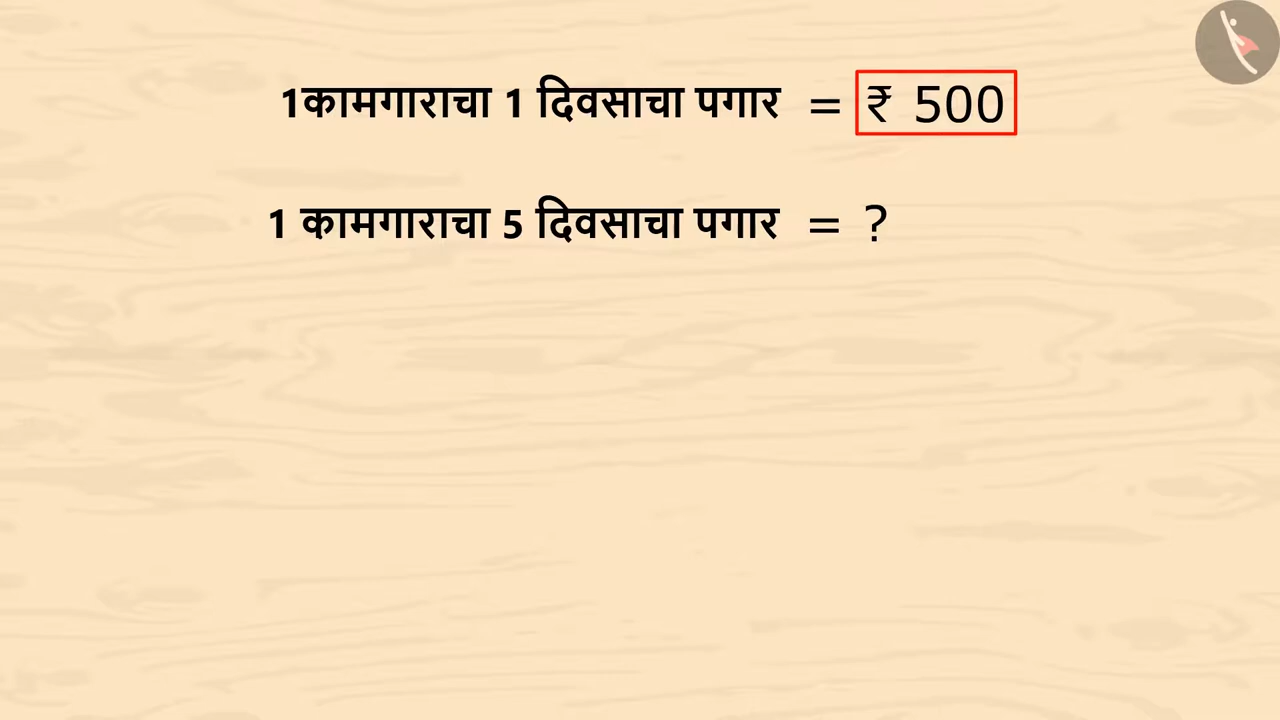 1कामगाराचा 1 दिवसाचा पगार = ₹ 500
1 कामगाराचा 5 दिवसाचा पगार = ?